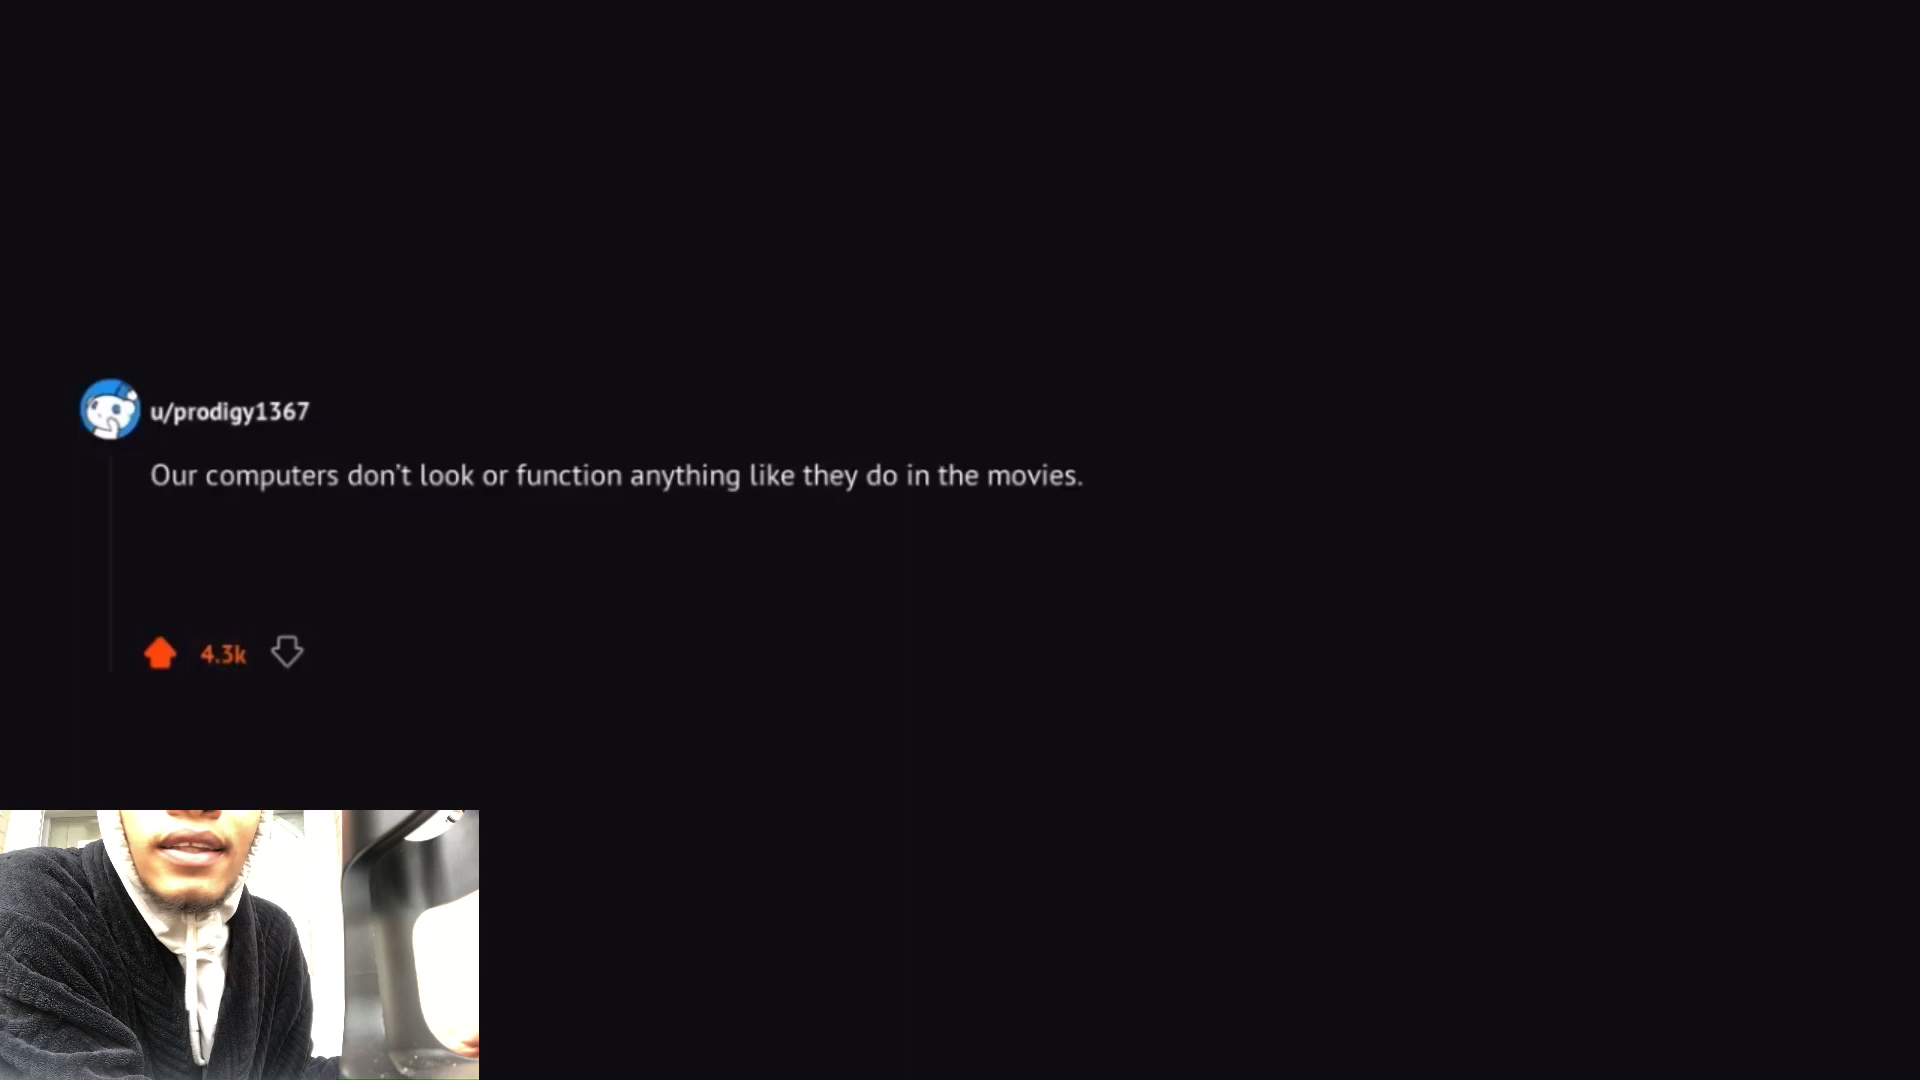 u/prodigy1367
Our computers don't look or function anything like they do in the movies.
4.3k